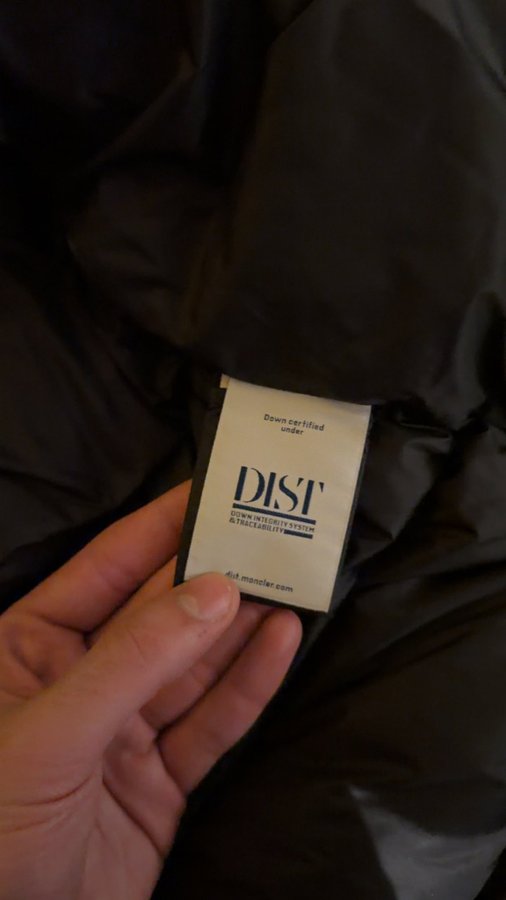 Down certified
under
DIST
DOWN INTEGRITY SYSTEM
&TRACEABILITY
dist.moncler.com